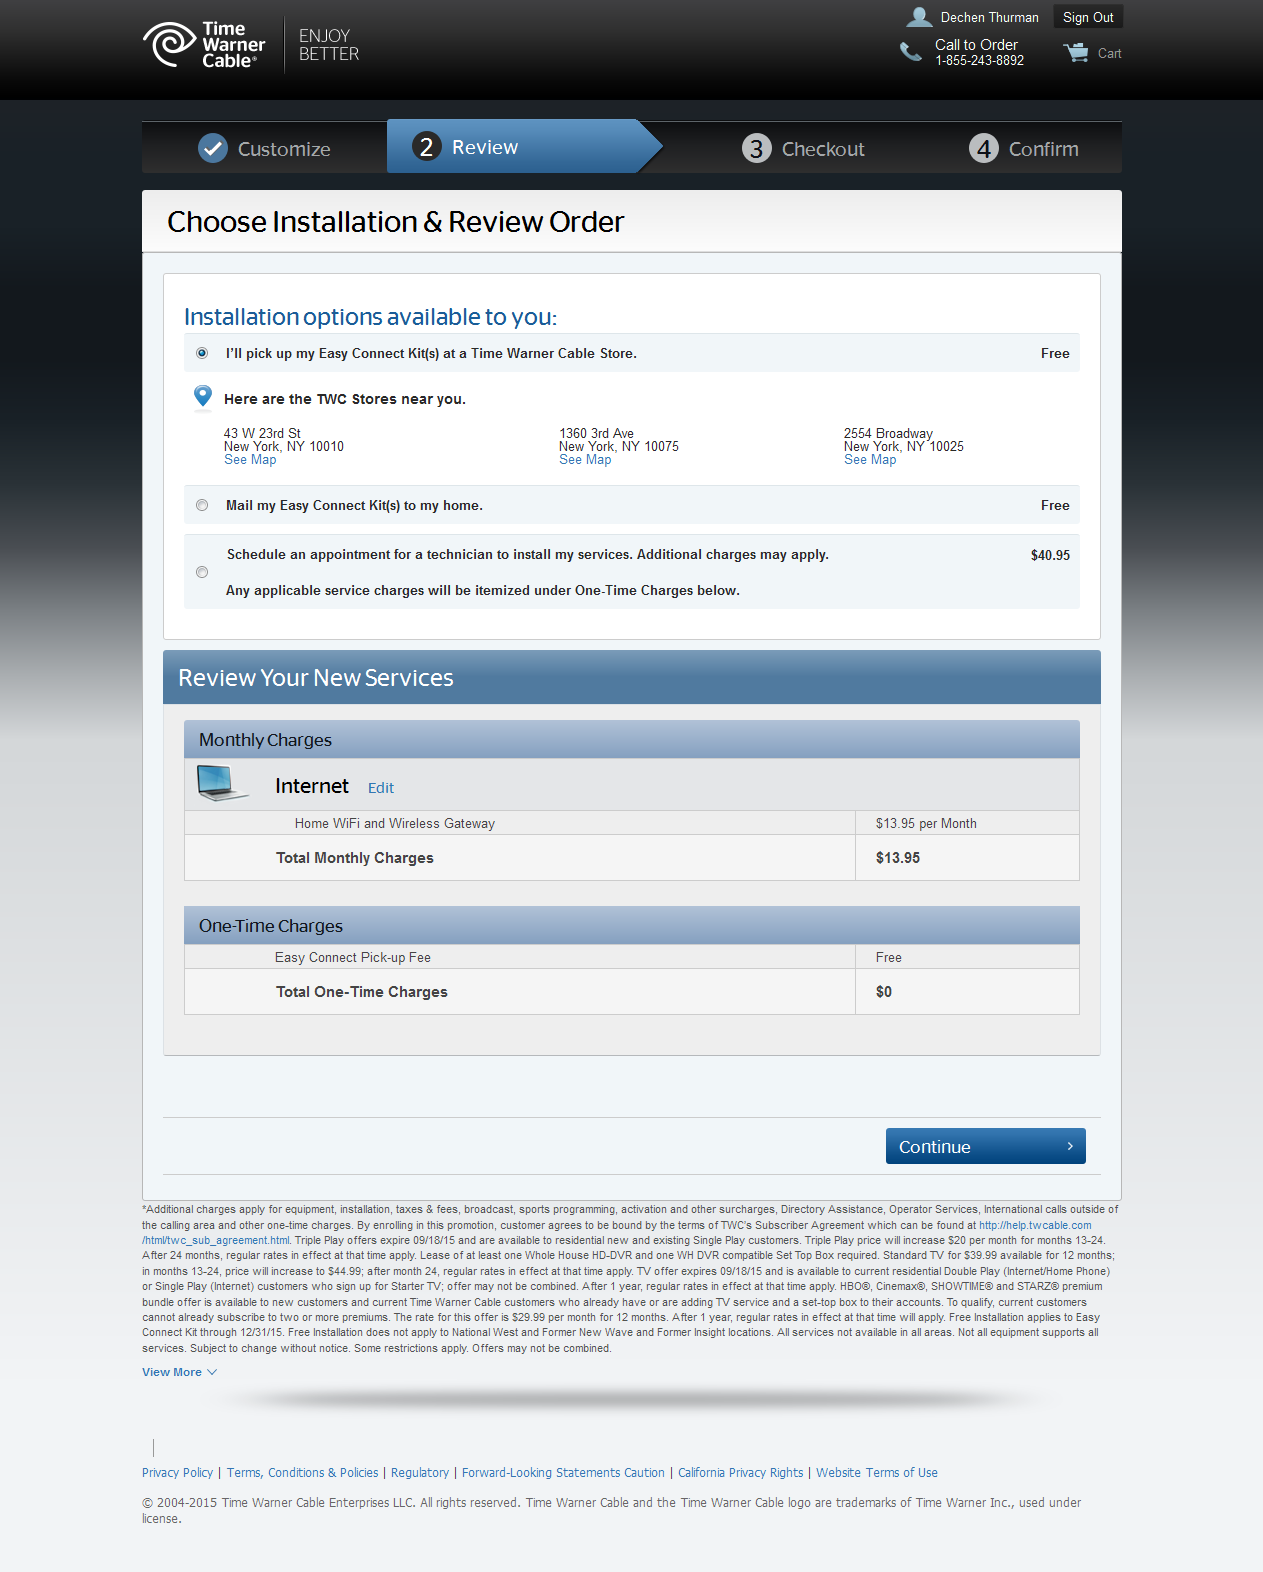 Time Warner Cable®
ENJOY BETTER
Dechen Thurman
Sign Out
Call to Order
1-855-243-8892
Cart
Customize
2 Review
3 Checkout
4 Confirm
Choose Installation & Review Order
Installation options available to you:
I'll pick up my Easy Connect Kit(s) at a Time Warner Cable Store. Free
Here are the TWC Stores near you.
43 W 23rd St
New York, NY 10010
See Map
1360 3rd Ave
New York, NY 10075
See Map
2554 Broadway
New York, NY 10025
See Map
Mail my Easy Connect Kit(s) to my home. Free
Schedule an appointment for a technician to install my services. Additional charges may apply. $40.95
Any applicable service charges will be itemized under One-Time Charges below.
Review Your New Services
Monthly Charges
Internet Edit
Home WiFi and Wireless Gateway $13.95 per Month
Total Monthly Charges $13.95
One-Time Charges
Easy Connect Pick-up Fee Free
Total One-Time Charges $0
Continue
*Additional charges apply for equipment, installation, taxes & fees, broadcast, sports programming, activation and other surcharges, Directory Assistance, Operator Services, International calls outside of
the calling area and other one-time charges. By enrolling in this promotion, customer agrees to be bound by the terms of TWC's Subscriber Agreement which can be found at http://help.twcable.com
/html/twc_sub_agreement.html. Triple Play offers expire 09/18/15 and are available to residential new and existing Single Play customers. Triple Play price will increase $20 per month for months 13-24.
After 24 months, regular rates in effect at that time apply. Lease of at least one Whole House HD-DVR and one WH DVR compatible Set Top Box required. Standard TV for $39.99 available for 12 months;
in months 13-24, price will increase to $44.99; after month 24, regular rates in effect at that time apply. TV offer expires 09/18/15 and is available to current residential Double Play (Internet/Home Phone)
or Single Play (Internet) customers who sign up for Starter TV; offer may not be combined. After 1 year, regular rates in effect at that time apply. HBO®, Cinemax®, SHOWTIME® and STARZ® premium
bundle offer is available to new customers and current Time Warner Cable customers who already have or are adding TV service and a set-top box to their accounts. To qualify, current customers
cannot already subscribe to two or more premiums. The rate for this offer is $29.99 per month for 12 months. After 1 year, regular rates in effect at that time will apply. Free Installation applies to Easy
Connect Kit through 12/31/15. Free Installation does not apply to National West and Former New Wave and Former Insight locations. All services not available in all areas. Not all equipment supports all
services. Subject to change without notice. Some restrictions apply. Offers may not be combined.
View More
Privacy Policy | Terms, Conditions & Policies | Regulatory | Forward-Looking Statements Caution | California Privacy Rights | Website Terms of Use
© 2004-2015 Time Warner Cable Enterprises LLC. All rights reserved. Time Warner Cable and the Time Warner Cable logo are trademarks of Time Warner Inc., used under
license.